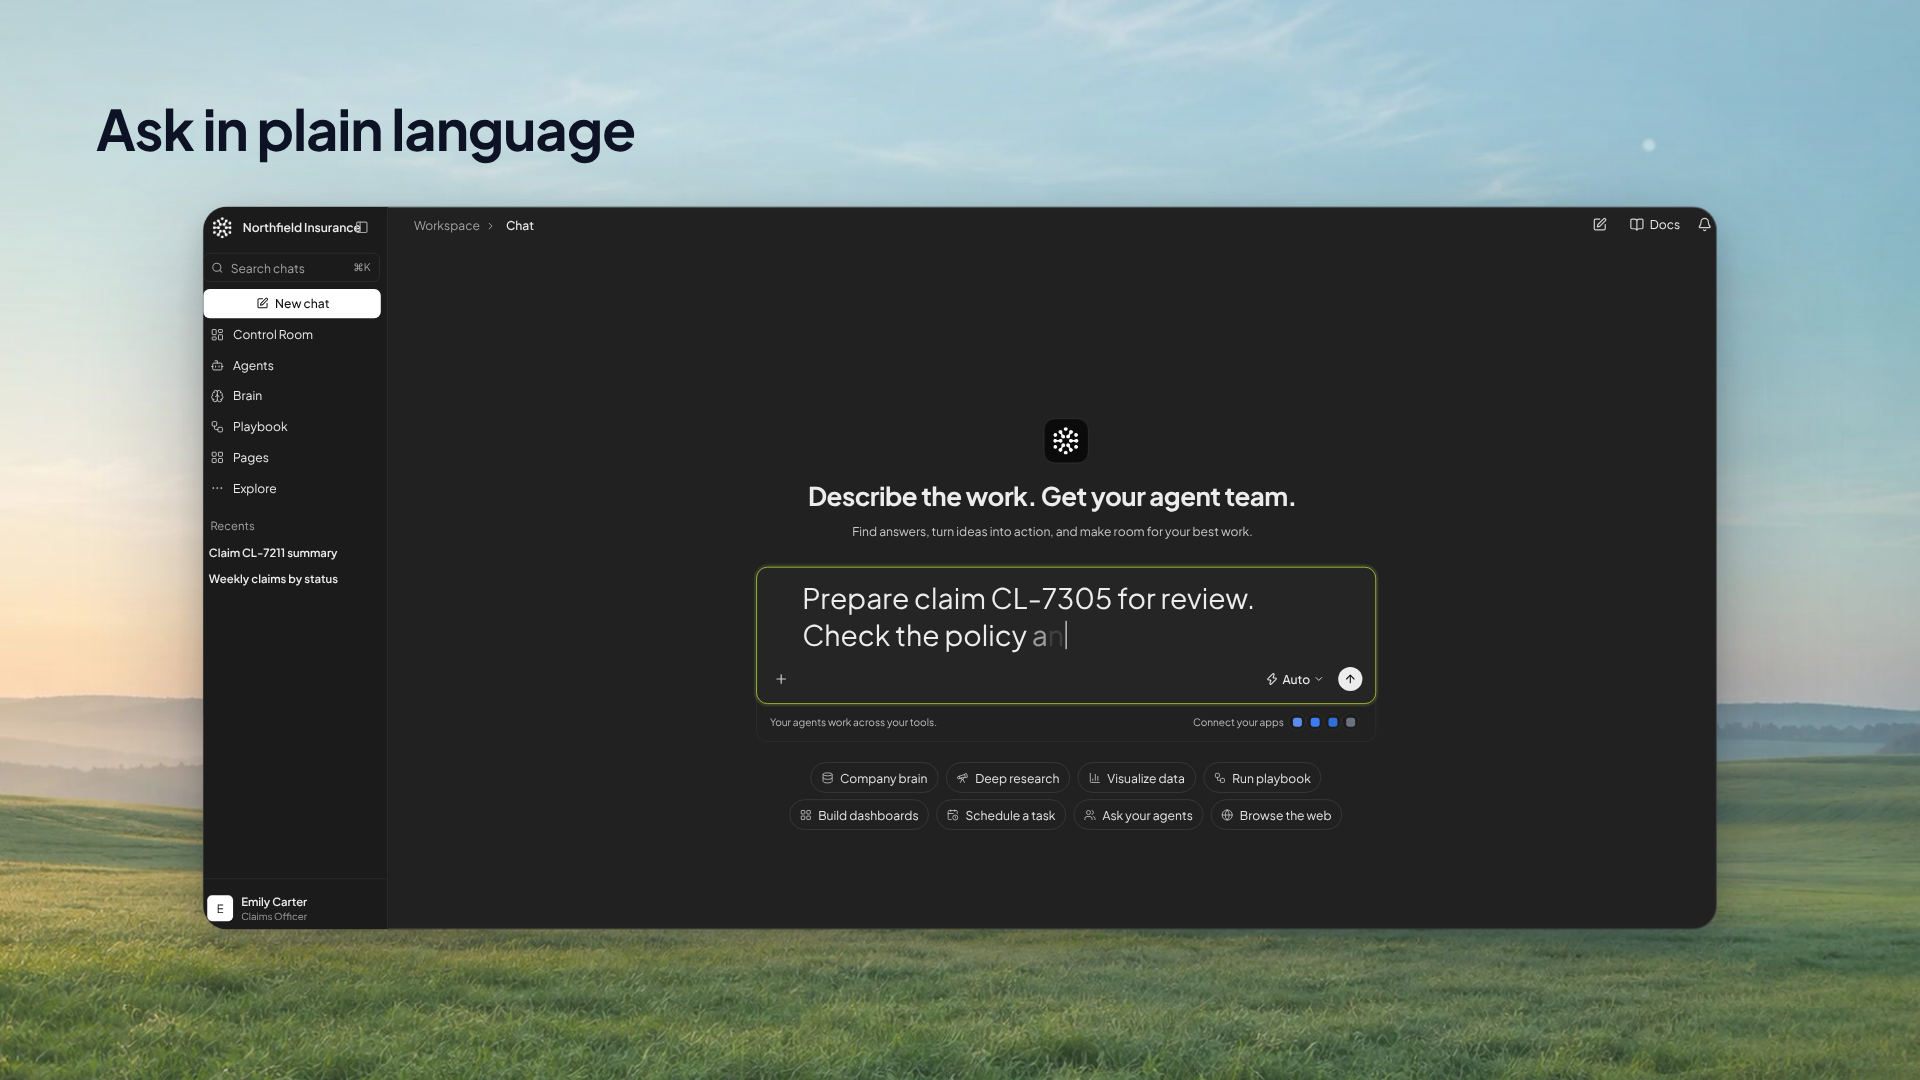 Ask in plain language
Northfield Insurance
Workspace > Chat
Docs
Search chats ⌘K
New chat
Control Room
Agents
Brain
Playbook
Pages
Explore
Recents
Claim CL-7211 summary
Weekly claims by status
Describe the work. Get your agent team.
Find answers, turn ideas into action, and make room for your best work.
Prepare claim CL-7305 for review.
Check the policy an
Auto
Your agents work across your tools.
Connect your apps
Company brain
Deep research
Visualize data
Run playbook
Build dashboards
Schedule a task
Ask your agents
Browse the web
E
Emily Carter
Claims Officer